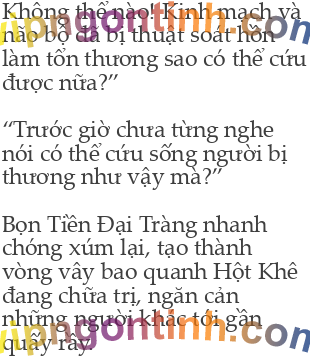 Không thể nào! Kinh mạch và
não bộ đã bị thuật soát hồn
làm tổn thương sao có thể cứu
được nữa?”
“Trước giờ chưa từng nghe
nói có thể cứu sống người bị
thương như vậy mà?”
Bọn Tiền Đại Tràng nhanh
chóng xúm lại, tạo thành
vòng vây bao quanh Hột Khê
đang chữa trị, ngăn cản
những người khác tới gần
quấy rầy.